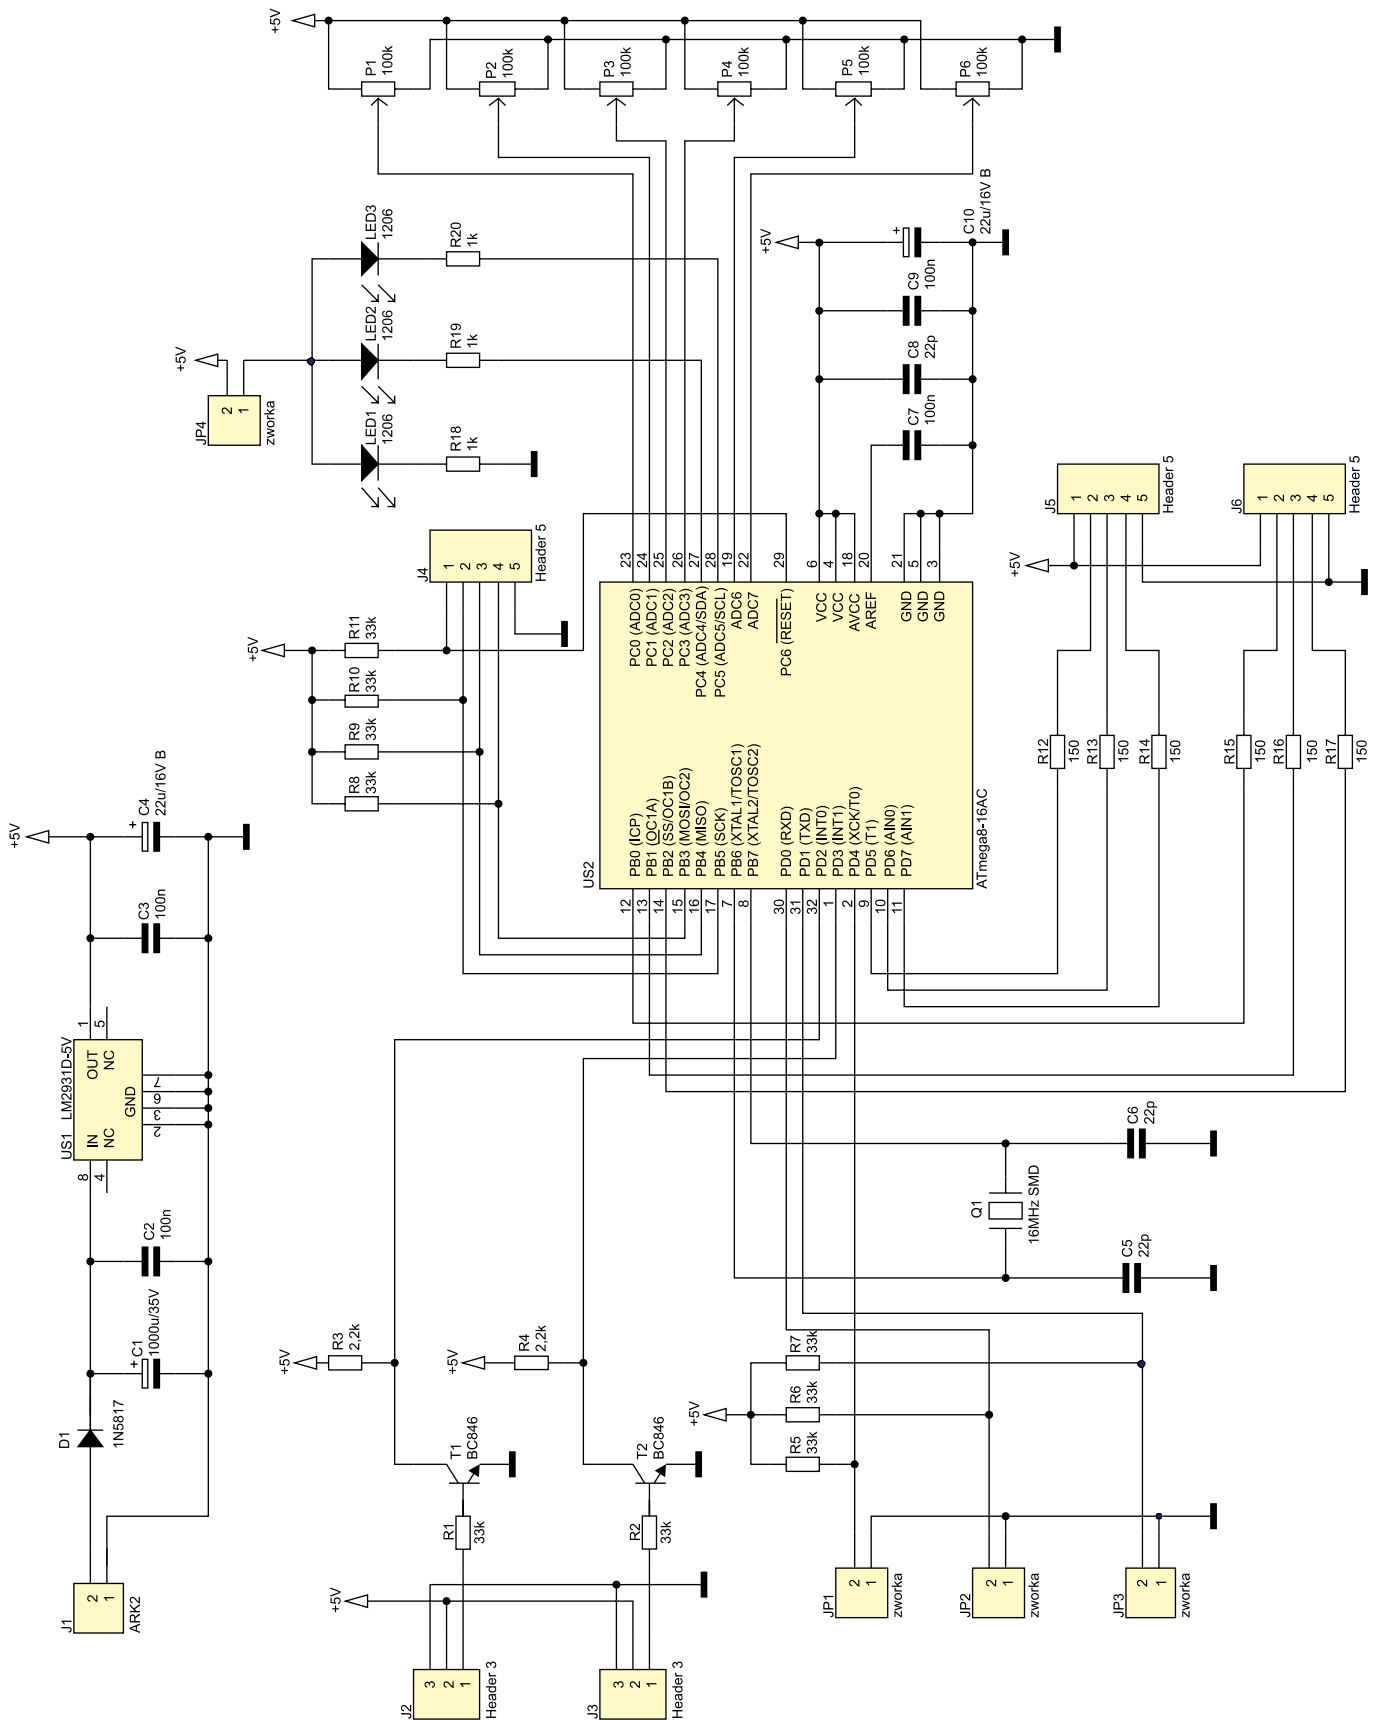 J1
ARK2
2
1
D1
1N5817
C1
1000u/35V
+
C2
100n
US1
LM2931D-5V
IN
NC
OUT
NC
GND
8
4
1
5
2
3
6
7
C3
100n
C4
22u/16V B
+
+5V
J2
Header 3
3
2
1
J3
Header 3
3
2
1
+5V
R1
33k
R2
33k
T1
BC846
T2
BC846
+5V
R3
2,2k
+5V
R4
2,2k
JP1
zworka
2
1
JP2
zworka
2
1
JP3
zworka
2
1
+5V
R5
33k
R6
33k
R7
33k
Q1
16MHz SMD
C5
22p
C6
22p
+5V
R8
33k
R9
33k
R10
33k
R11
33k
J4
Header 5
1
2
3
4
5
US2
ATmega8-16AC
12
13
14
15
16
17
7
8
30
31
32
1
2
9
10
11
PB0 (ICP)
PB1 (OC1A)
PB2 (SS/OC1B)
PB3 (MOSI/OC2)
PB4 (MISO)
PB5 (SCK)
PB6 (XTAL1/TOSC1)
PB7 (XTAL2/TOSC2)
PD0 (RXD)
PD1 (TXD)
PD2 (INT0)
PD3 (INT1)
PD4 (XCK/T0)
PD5 (T1)
PD6 (AIN0)
PD7 (AIN1)
PC0 (ADC0)
PC1 (ADC1)
PC2 (ADC2)
PC3 (ADC3)
PC4 (ADC4/SDA)
PC5 (ADC5/SCL)
ADC6
ADC7
PC6 (RESET)
VCC
VCC
AVCC
AREF
GND
GND
GND
23
24
25
26
27
28
19
22
29
6
4
18
20
21
5
3
JP4
zworka
2
1
+5V
LED1
1206
LED2
1206
LED3
1206
R18
1k
R19
1k
R20
1k
+5V
P1
100k
P2
100k
P3
100k
P4
100k
P5
100k
P6
100k
+5V
C7
100n
C8
22p
C9
100n
C10
22u/16V B
+
R12
150
R13
150
R14
150
R15
150
R16
150
R17
150
+5V
J5
Header 5
1
2
3
4
5
J6
Header 5
1
2
3
4
5